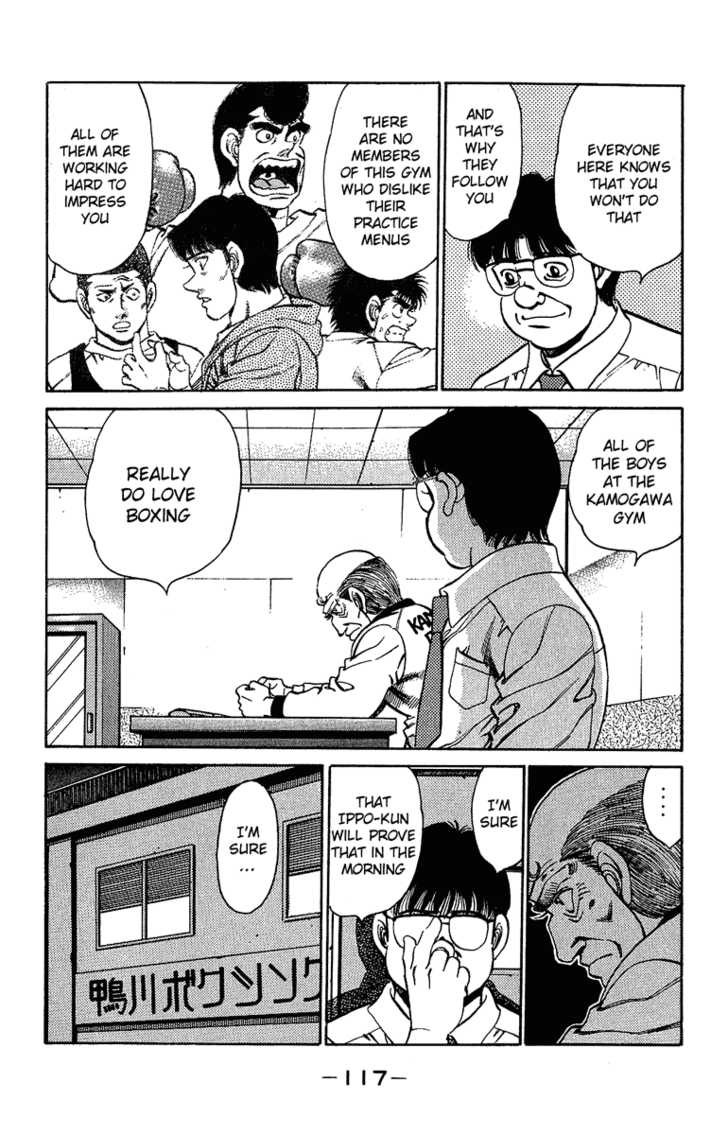 EVERYONE
HERE KNOWS
THAT YOU
WON'T DO
THAT
AND
THAT'S
WHY
THEY
FOLLOW
YOU
THERE
ARE NO
MEMBERS
OF THIS GYM
WHO DISLIKE
THEIR
PRACTICE
MENUS
ALL OF
THEM ARE
WORKING
HARD TO
IMPRESS
YOU
ALL OF
THE BOYS
AT THE
KAMOGAWA
GYM
REALLY
DO LOVE
BOXING
....
I'M
SURE
THAT
IPPO-KUN
WILL PROVE
THAT IN THE
MORNING
I'M
SURE
...
鴨川ボクシング
-117-